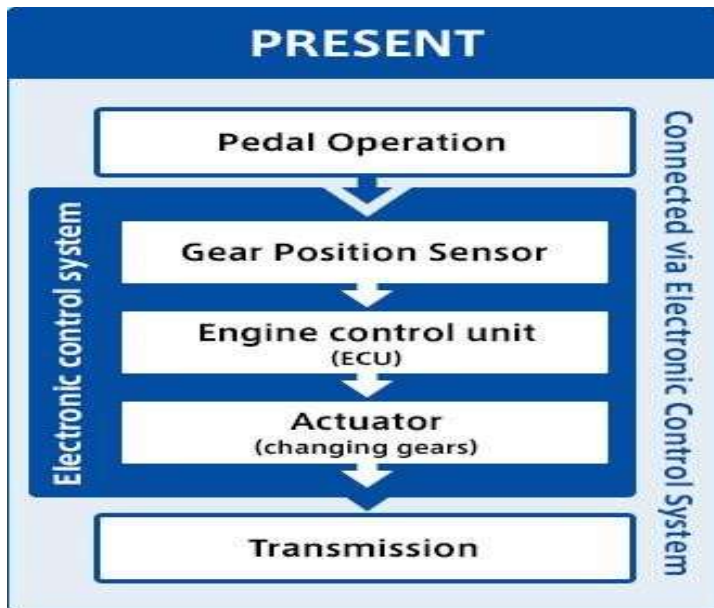 PRESENT
Pedal Operation
Electronic control system
Gear Position Sensor
Engine control unit
(ECU)
Actuator
(changing gears)
Transmission
Connected via Electronic Control System